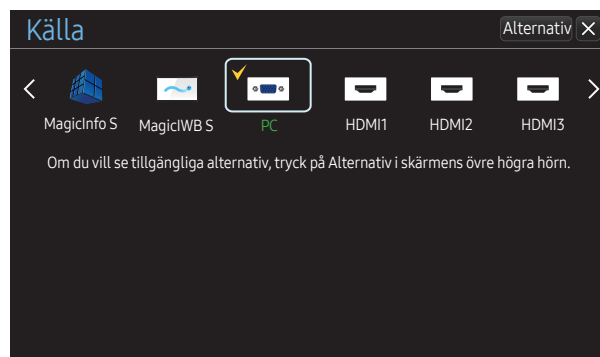 Källa
Alternativ
MagicInfo S MagicIWB S PC HDMI1 HDMI2 HDMI3
Om du vill se tillgängliga alternativ, tryck på Alternativ i skärmens övre högra hörn.